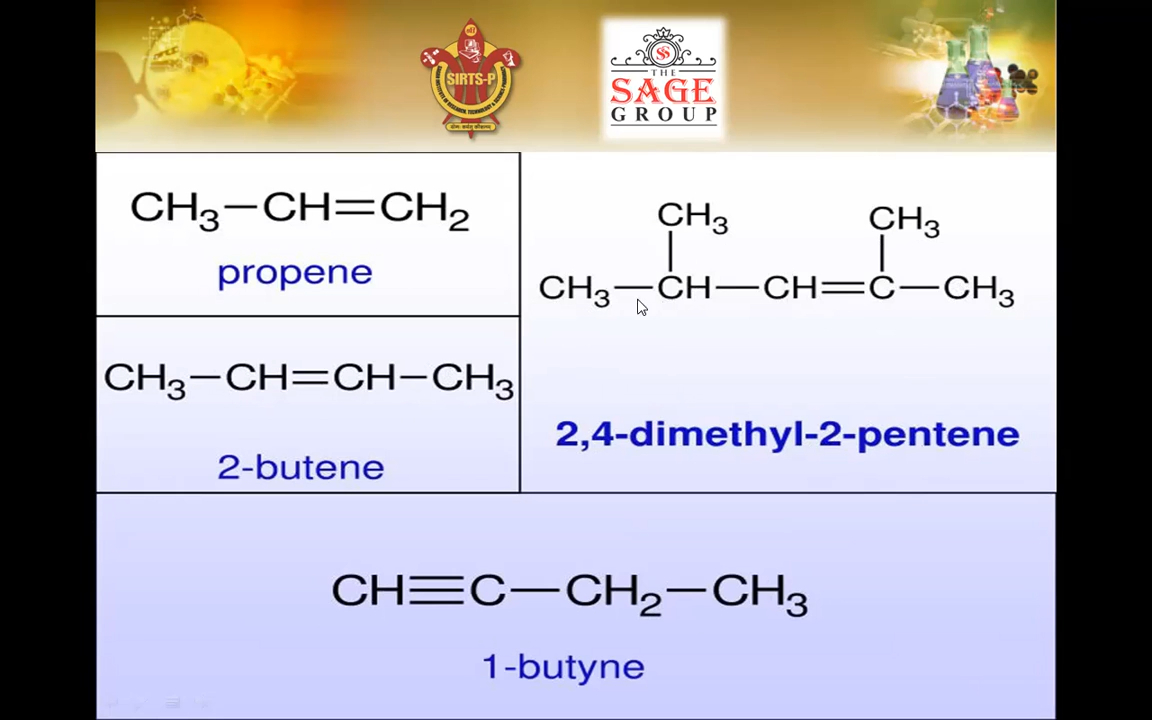 SIRTS-P
THE
SAGE
GROUP
CH₃—CH=CH₂
propene
CH₃ CH₃
CH₃—CH—CH=C—CH₃
2,4-dimethyl-2-pentene
CH₃—CH=CH—CH₃
2-butene
CH≡C—CH₂—CH₃
1-butyne